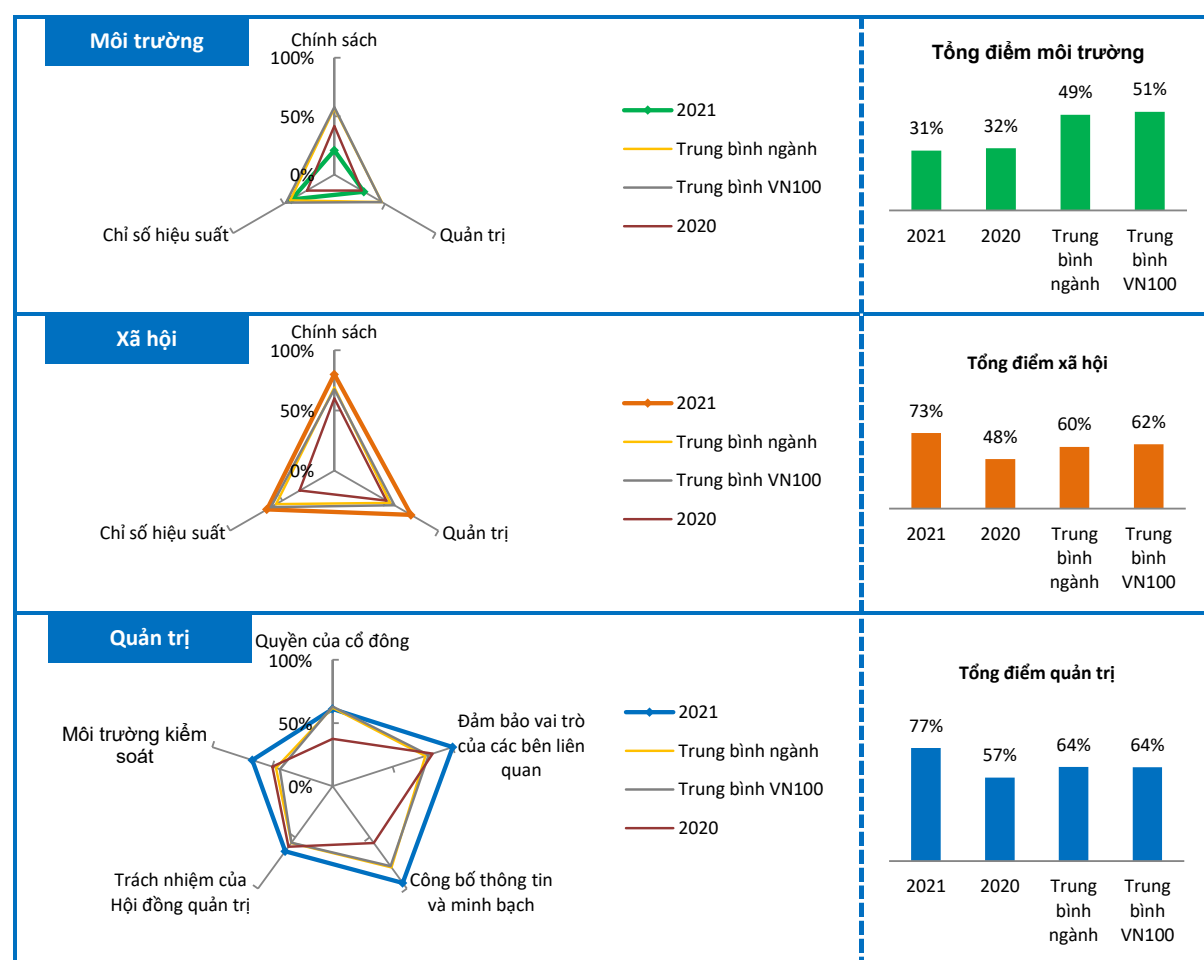 Môi trường
Chính sách
100%
50%
0%
Chỉ số hiệu suất
Quản trị
2021
Trung bình ngành
Trung bình VN100
2020
Tổng điểm môi trường
31%
32%
49%
51%
2021
2020
Trung
bình
ngành
Trung
bình
VN100
Xã hội
Chính sách
100%
50%
0%
Chỉ số hiệu suất
Quản trị
2021
Trung bình ngành
Trung bình VN100
2020
Tổng điểm xã hội
73%
48%
60%
62%
2021
2020
Trung
bình
ngành
Trung
bình
VN100
Quản trị
Quyền của cổ đông
100%
50%
0%
Môi trường kiểm
soát
Đảm bảo vai trò
của các bên liên
quan
Trách nhiệm của
Hội đồng quản trị
Công bố thông tin
và minh bạch
2021
Trung bình ngành
Trung bình VN100
2020
Tổng điểm quản trị
77%
57%
64%
64%
2021
2020
Trung
bình
ngành
Trung
bình
VN100